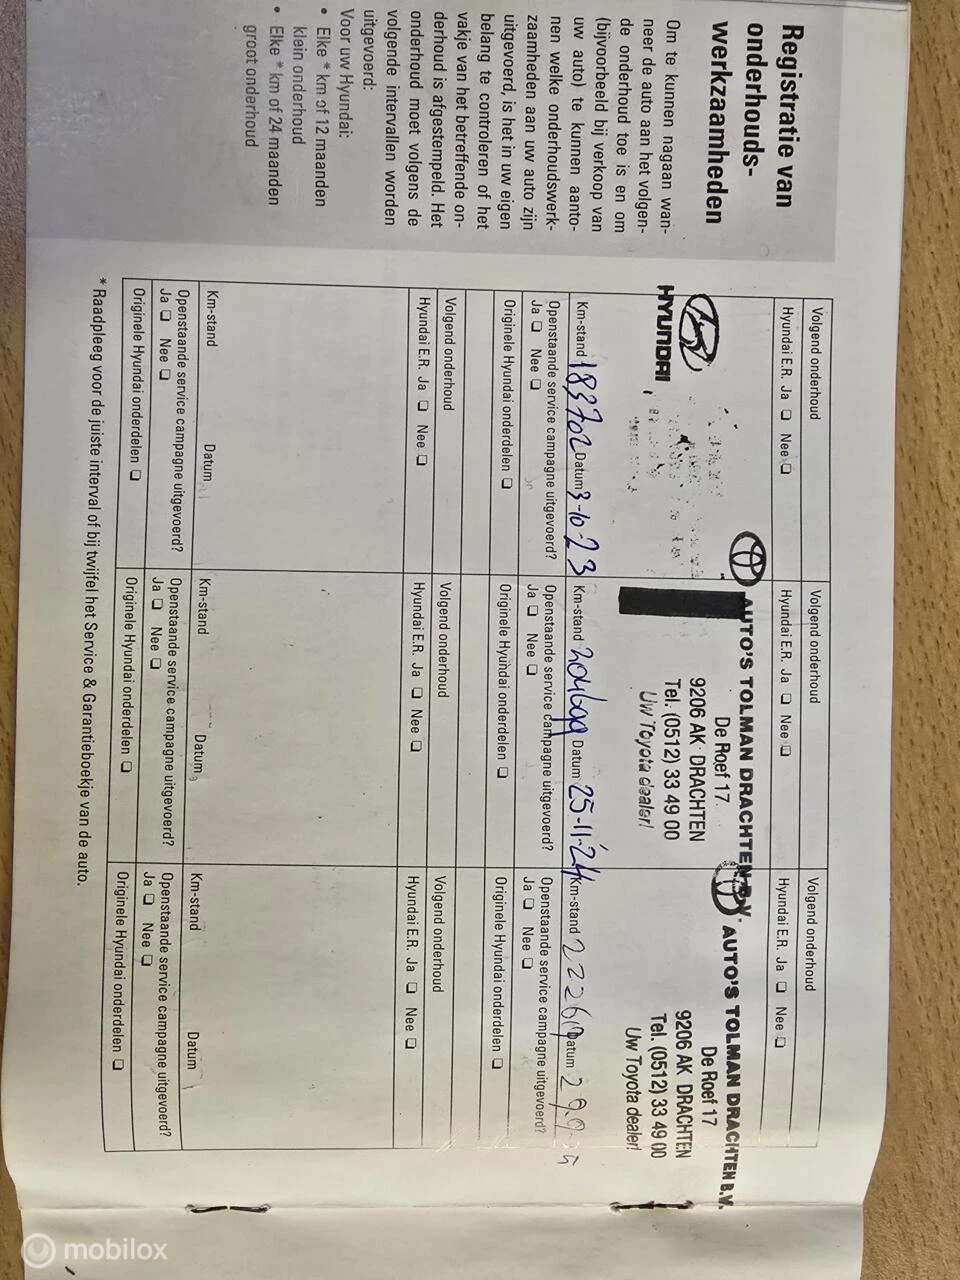 Registratie van
onderhouds-
werkzaamheden
Om te kunnen nagaan wan-
neer de auto aan het volgen-
de onderhoud toe is en om
(bijvoorbeeld bij verkoop van
uw auto) te kunnen aanto-
nen welke onderhoudswerk-
zaamheden aan uw auto zijn
uitgevoerd, is het in uw eigen
belang te controleren of het
vakje van het betreffende on-
derhoud is afgestempeld. Het
onderhoud moet volgens de
volgende intervallen worden
uitgevoerd:
Voor uw Hyundai:
• Elke * km of 12 maanden
klein onderhoud
• Elke * km of 24 maanden
groot onderhoud
Volgend onderhoud
Hyundai E.R. Ja ❏ Nee ❏
HYUNDAI
Km-stand 183702 Datum 3-10-23
Openstaande service campagne uitgevoerd?
Ja ❏ Nee ❏
Originele Hyundai onderdelen ❏
Volgend onderhoud
Hyundai E.R. Ja ❏ Nee ❏
AUTO'S TOLMAN DRACHTEN B.V.
De Roef 17
9206 AK DRACHTEN
Tel. (0512) 33 49 00
Uw Toyota dealer!
Km-stand 204699 Datum 25-11-24
Openstaande service campagne uitgevoerd?
Ja ❏ Nee ❏
Originele Hyundai onderdelen ❏
Volgend onderhoud
Hyundai E.R. Ja ❏ Nee ❏
AUTO'S TOLMAN DRACHTEN B.V.
De Roef 17
9206 AK DRACHTEN
Tel. (0512) 33 49 00
Uw Toyota dealer!
Km-stand Datum
Openstaande service campagne uitgevoerd?
Ja ❏ Nee ❏
Originele Hyundai onderdelen ❏
Volgend onderhoud
Hyundai E.R. Ja ❏ Nee ❏
Km-stand Datum
Openstaande service campagne uitgevoerd?
Ja ❏ Nee ❏
Originele Hyundai onderdelen ❏
Volgend onderhoud
Hyundai E.R. Ja ❏ Nee ❏
Km-stand Datum
Openstaande service campagne uitgevoerd?
Ja ❏ Nee ❏
Originele Hyundai onderdelen ❏
Volgend onderhoud
Hyundai E.R. Ja ❏ Nee ❏
Km-stand Datum
Openstaande service campagne uitgevoerd?
Ja ❏ Nee ❏
Originele Hyundai onderdelen ❏
* Raadpleeg voor de juiste interval of bij twijfel het Service & Garantieboekje van de auto.
mobilox